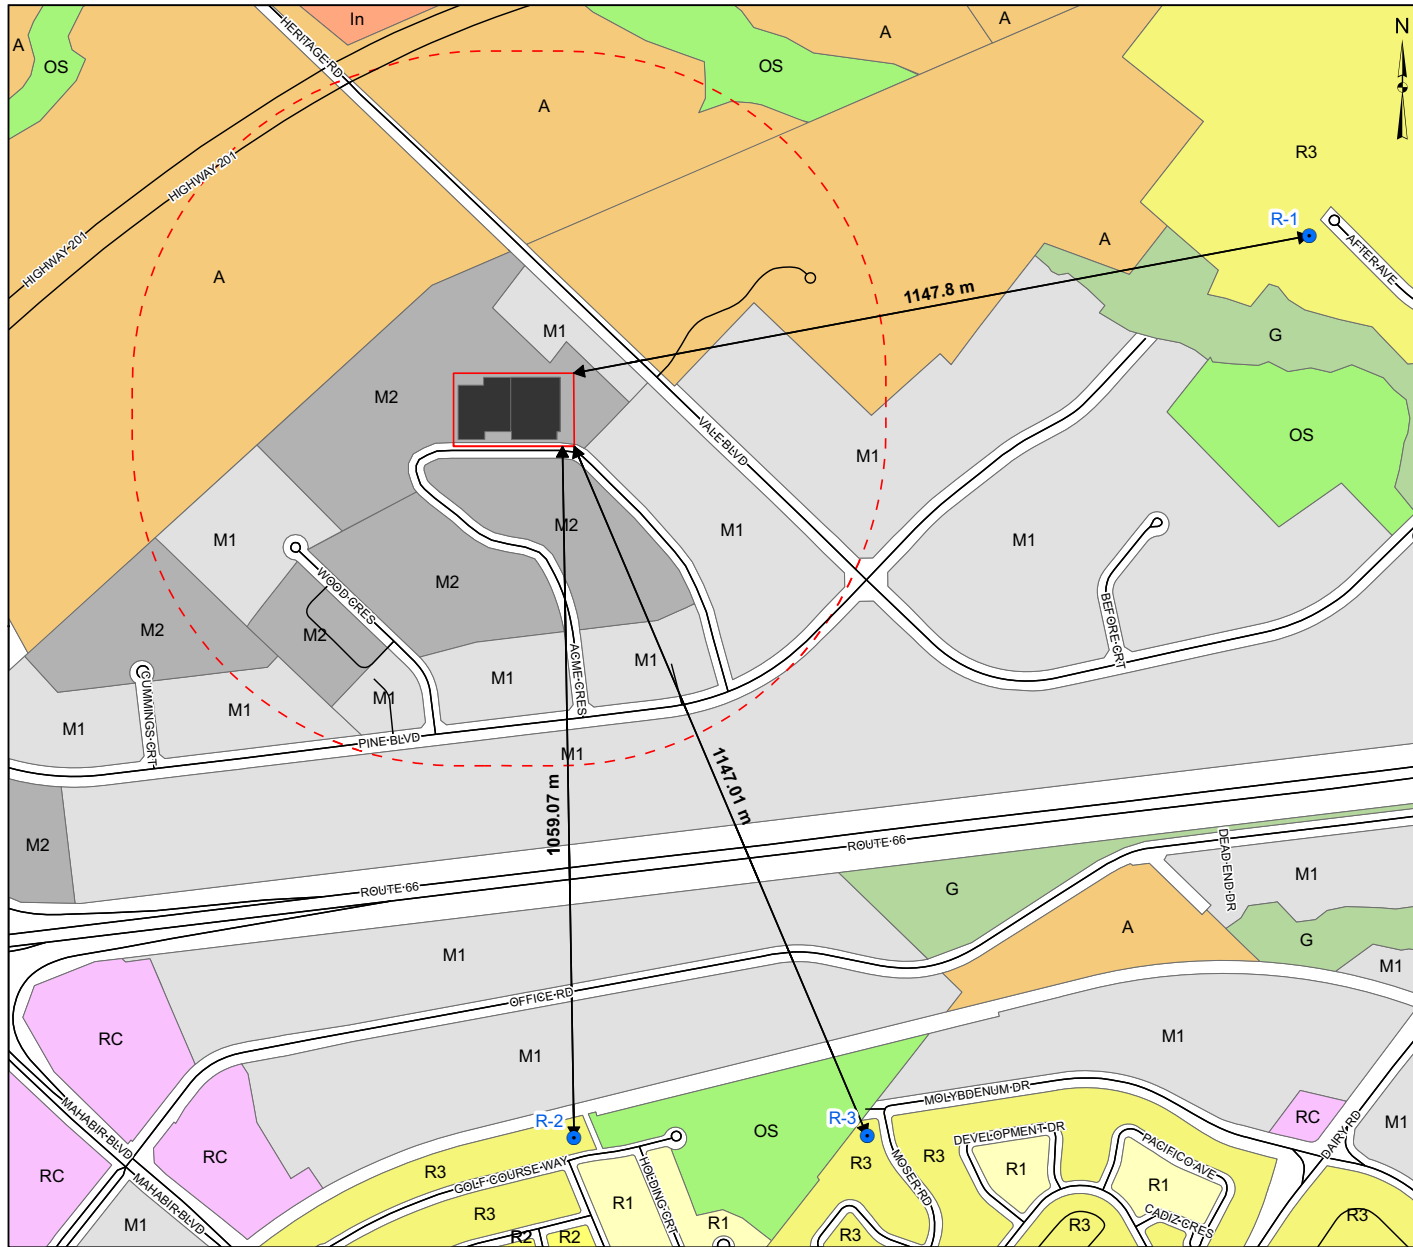 In
A
A
A
N
HERITAGE RD
OS
OS
A
R3
HIGHWAY-201
R-1
A
AFTER-AVE
HIGHWAY-201
A
1147.8 m
M1
G
M2
VALE-BLVD
OS
M1
M2
M1
M1
M1
M2
WOOD-CRES
BEFORE-CRT
M2
M2
M1
ACME-CRES
M1
M1
CUMMINGS-CRT
M1
M1
PINE-BLVD
M1
1147.01 m
1059.07 m
M2
ROUTE 66
DEAD-END-DR
M1
ROUTE 66
G
A
G
M1
M1
OFFICE-RD
RC
M1
M1
MOLYBDENUM DR
MAHABIR-BLVD
R-2
R-3
RC
M1
OS
DEVELOPMENT-DR
DAIRY RD
RC
R3
R3
R3
PACIFICO-AVE
R1
RC
GOLF-COURSE-WAY
HOLDING-CRT
MOSER-RD
R1
MAHABIR-BLVD
R1
R3
R1
CADIZ-CRES
M1
R2
R2
R3
R3
R3